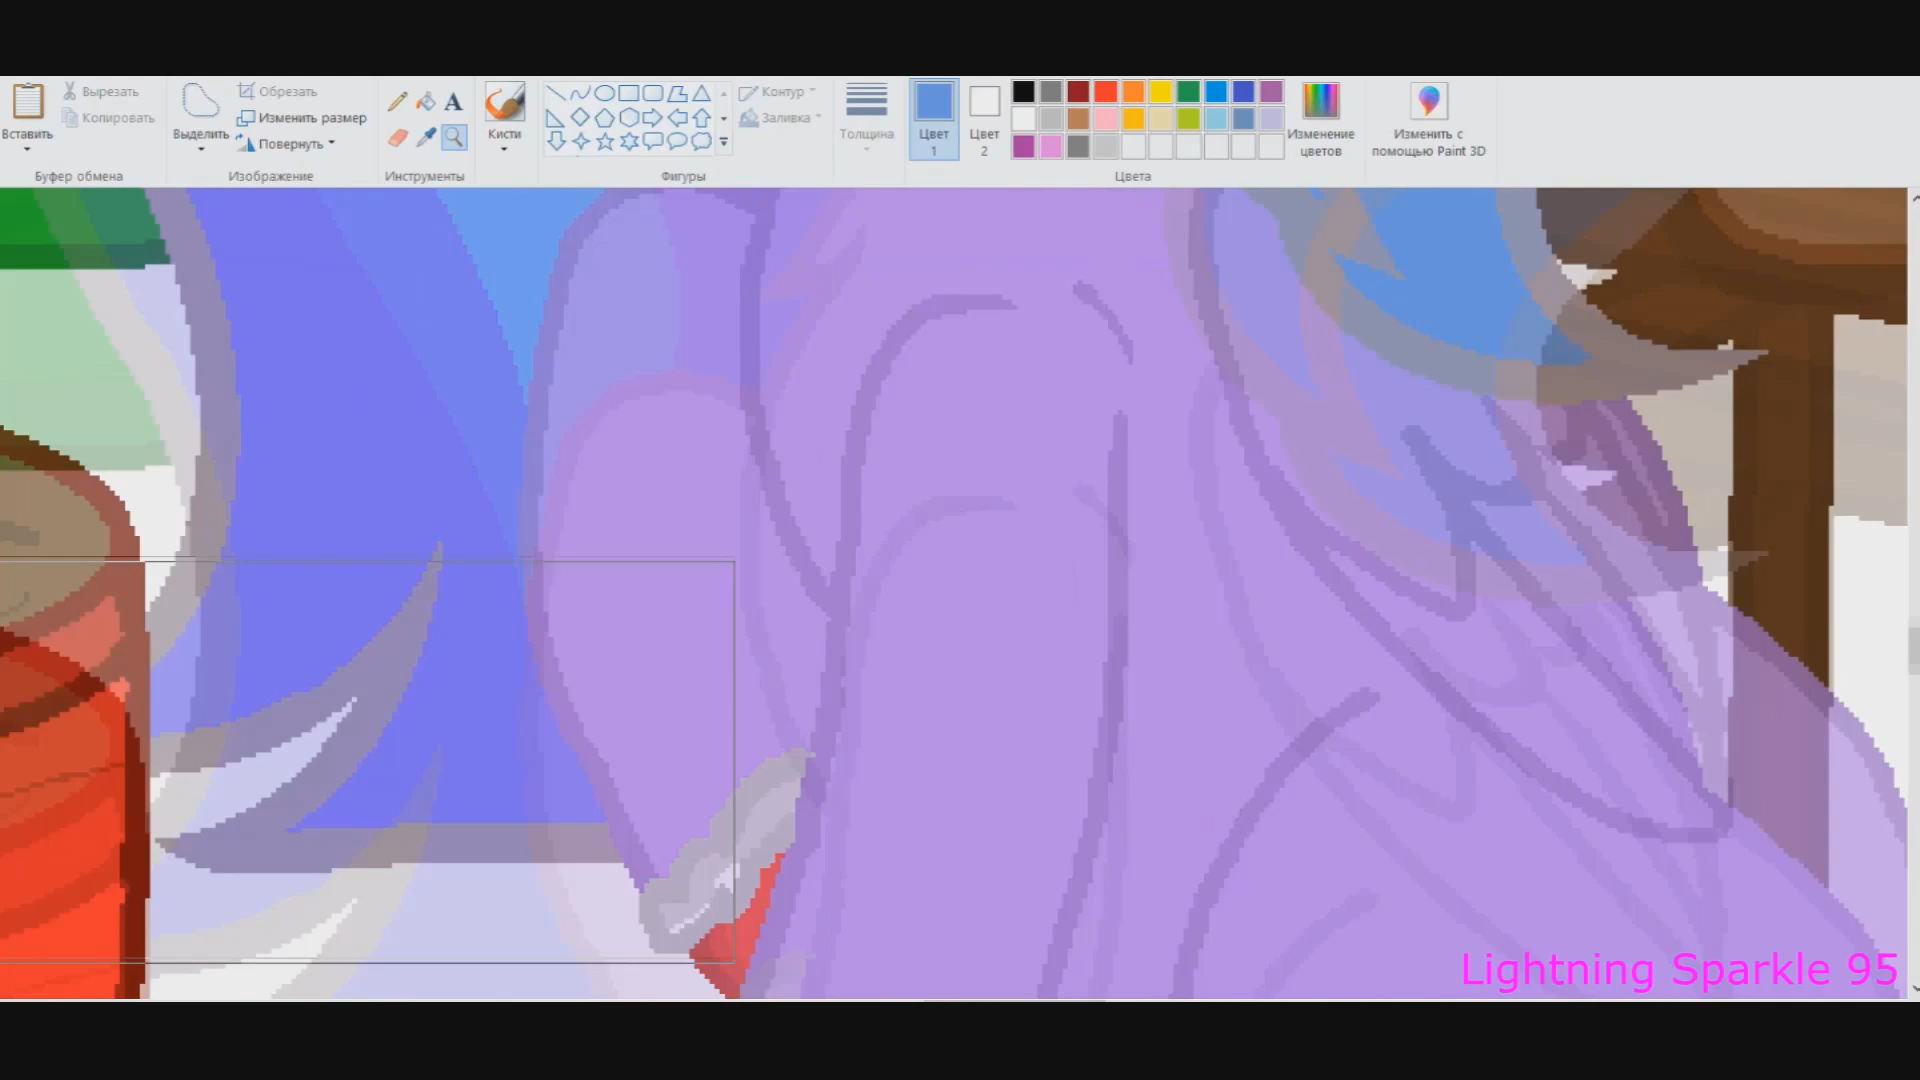 Вставить
Вырезать
Копировать
Буфер обмена
Выделить
Обрезать
Изменить размер
Повернуть
Изображение
A
Инструменты
Кисти
Контур
Заливка
Фигуры
Толщина
Цвет
1
Цвет
2
Изменение
цветов
Цвета
Изменить с
помощью Paint 3D
Lightning Sparkle 95